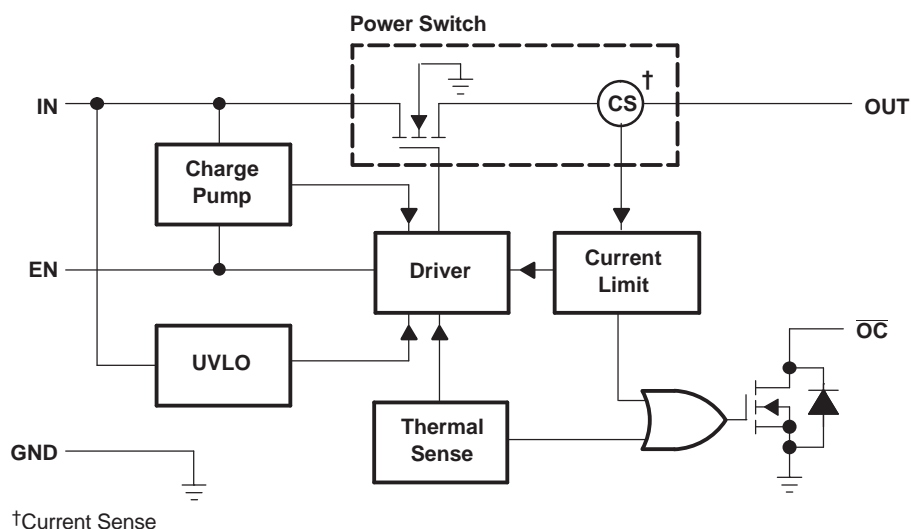 Power Switch
†
IN
CS
OUT
Charge
Pump
EN
Driver
Current
Limit
OC
UVLO
Thermal
Sense
GND
†Current Sense